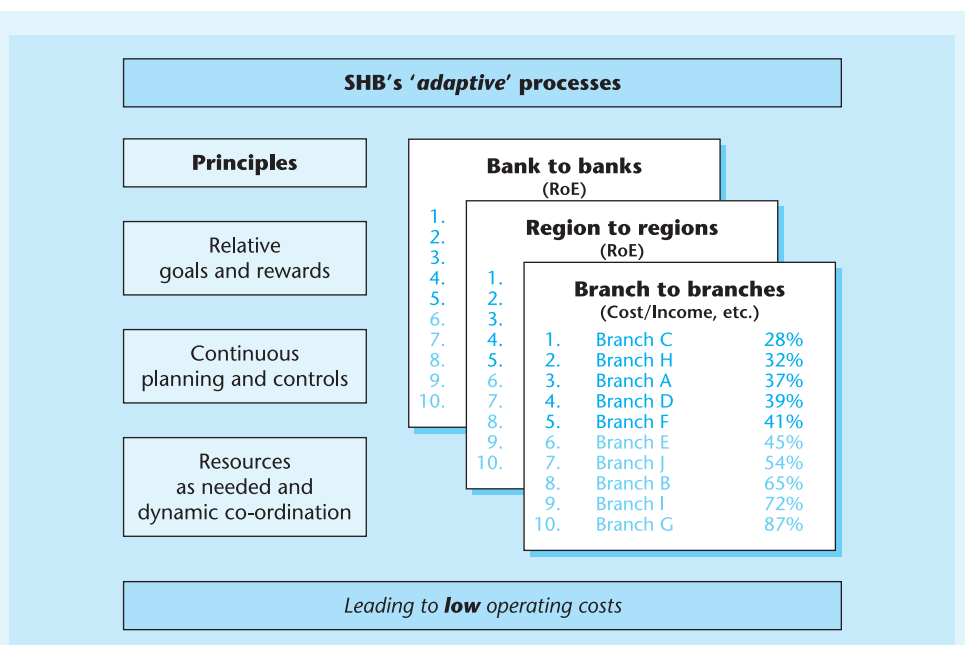 SHB's 'adaptive' processes
Principles
Relative
goals and rewards
Continuous
planning and controls
Resources
as needed and
dynamic co-ordination
Bank to banks
(RoE)
1.
2.
3.
4.
5.
6.
7.
8.
9.
10.
Region to regions
(RoE)
1.
2.
3.
4.
5.
6.
7.
8.
9.
10.
Branch to branches
(Cost/Income, etc.)
1. Branch C 28%
2. Branch H 32%
3. Branch A 37%
4. Branch D 39%
5. Branch F 41%
6. Branch E 45%
7. Branch J 54%
8. Branch B 65%
9. Branch I 72%
10. Branch G 87%
Leading to low operating costs